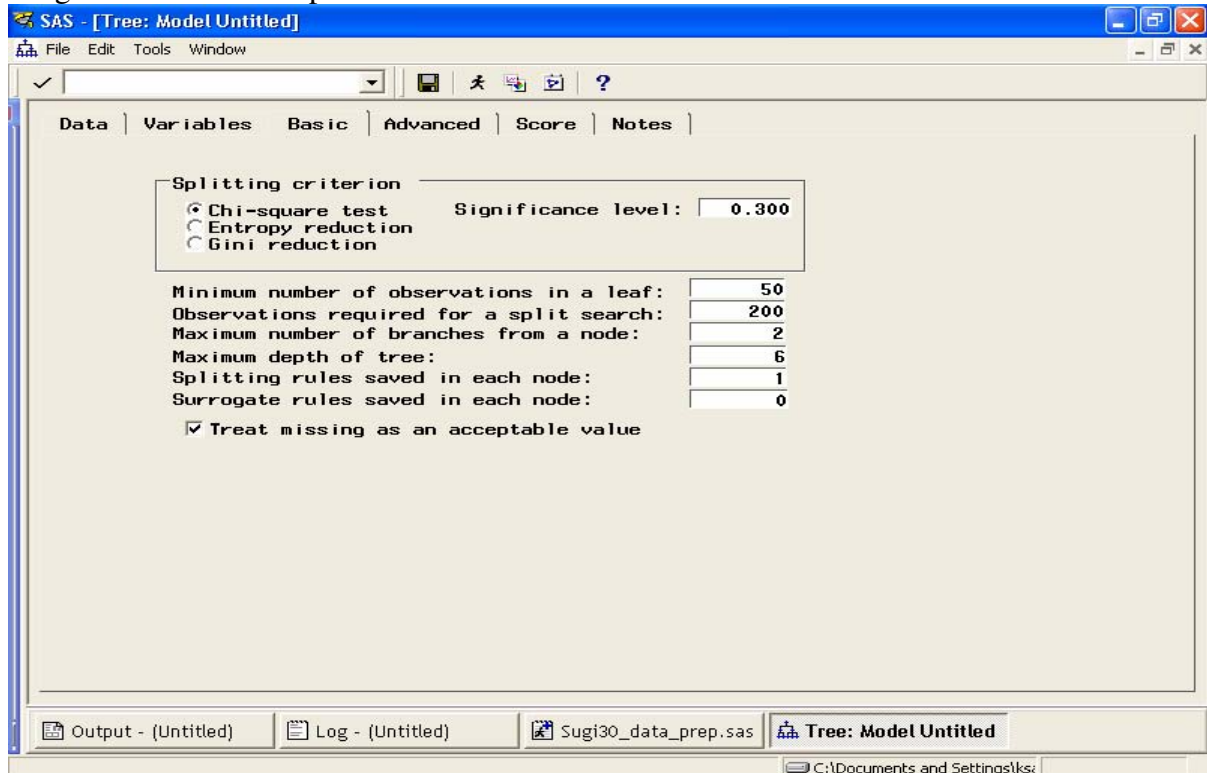 SAS - [Tree: Model Untitled]
File Edit Tools Window
?
Data Variables Basic Advanced Score Notes
Splitting criterion
Chi-square test Significance level: 0.300
Entropy reduction
Gini reduction
Minimum number of observations in a leaf: 50
Observations required for a split search: 200
Maximum number of branches from a node: 2
Maximum depth of tree: 6
Splitting rules saved in each node: 1
Surrogate rules saved in each node: 0
Treat missing as an acceptable value
Output - (Untitled) Log - (Untitled) Sugi30_data_prep.sas Tree: Model Untitled
C:\Documents and Settings\ksa